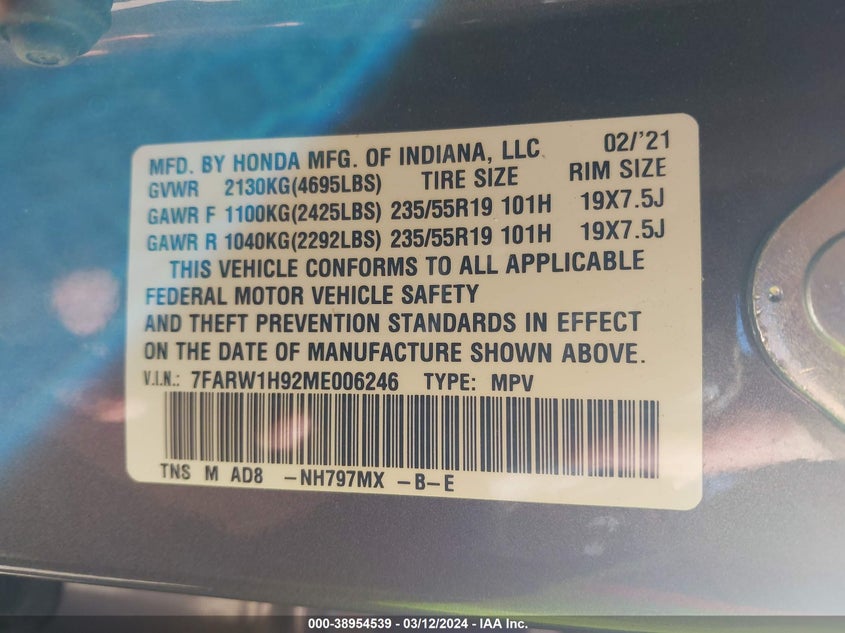 MFD. BY HONDA MFG. OF INDIANA, LLC 02/'21
GVWR 2130KG(4695LBS) TIRE SIZE RIM SIZE
GAWR F 1100KG(2425LBS) 235/55R19 101H 19X7.5J
GAWR R 1040KG(2292LBS) 235/55R19 101H 19X7.5J
THIS VEHICLE CONFORMS TO ALL APPLICABLE
FEDERAL MOTOR VEHICLE SAFETY
AND THEFT PREVENTION STANDARDS IN EFFECT
ON THE DATE OF MANUFACTURE SHOWN ABOVE.
V.I.N.: 7FARW1H92ME006246 TYPE: MPV
TNS M AD8 -NH797MX -B-E
000-38954539 - 03/12/2024 - IAA Inc.